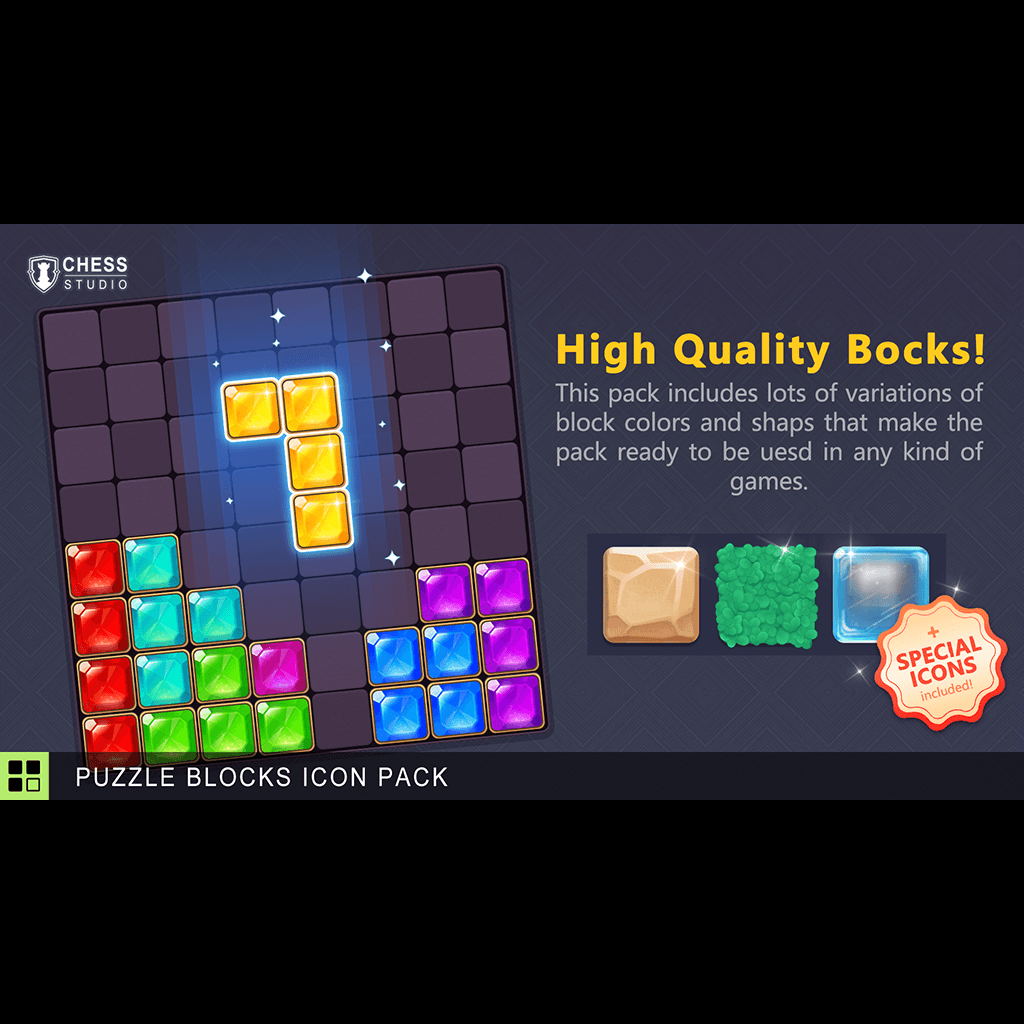 CHESS
STUDIO
High Quality Bocks!
This pack includes lots of variations of
block colors and shaps that make the
pack ready to be uesd in any kind of
games.
+
SPECIAL
ICONS
included!
PUZZLE BLOCKS ICON PACK